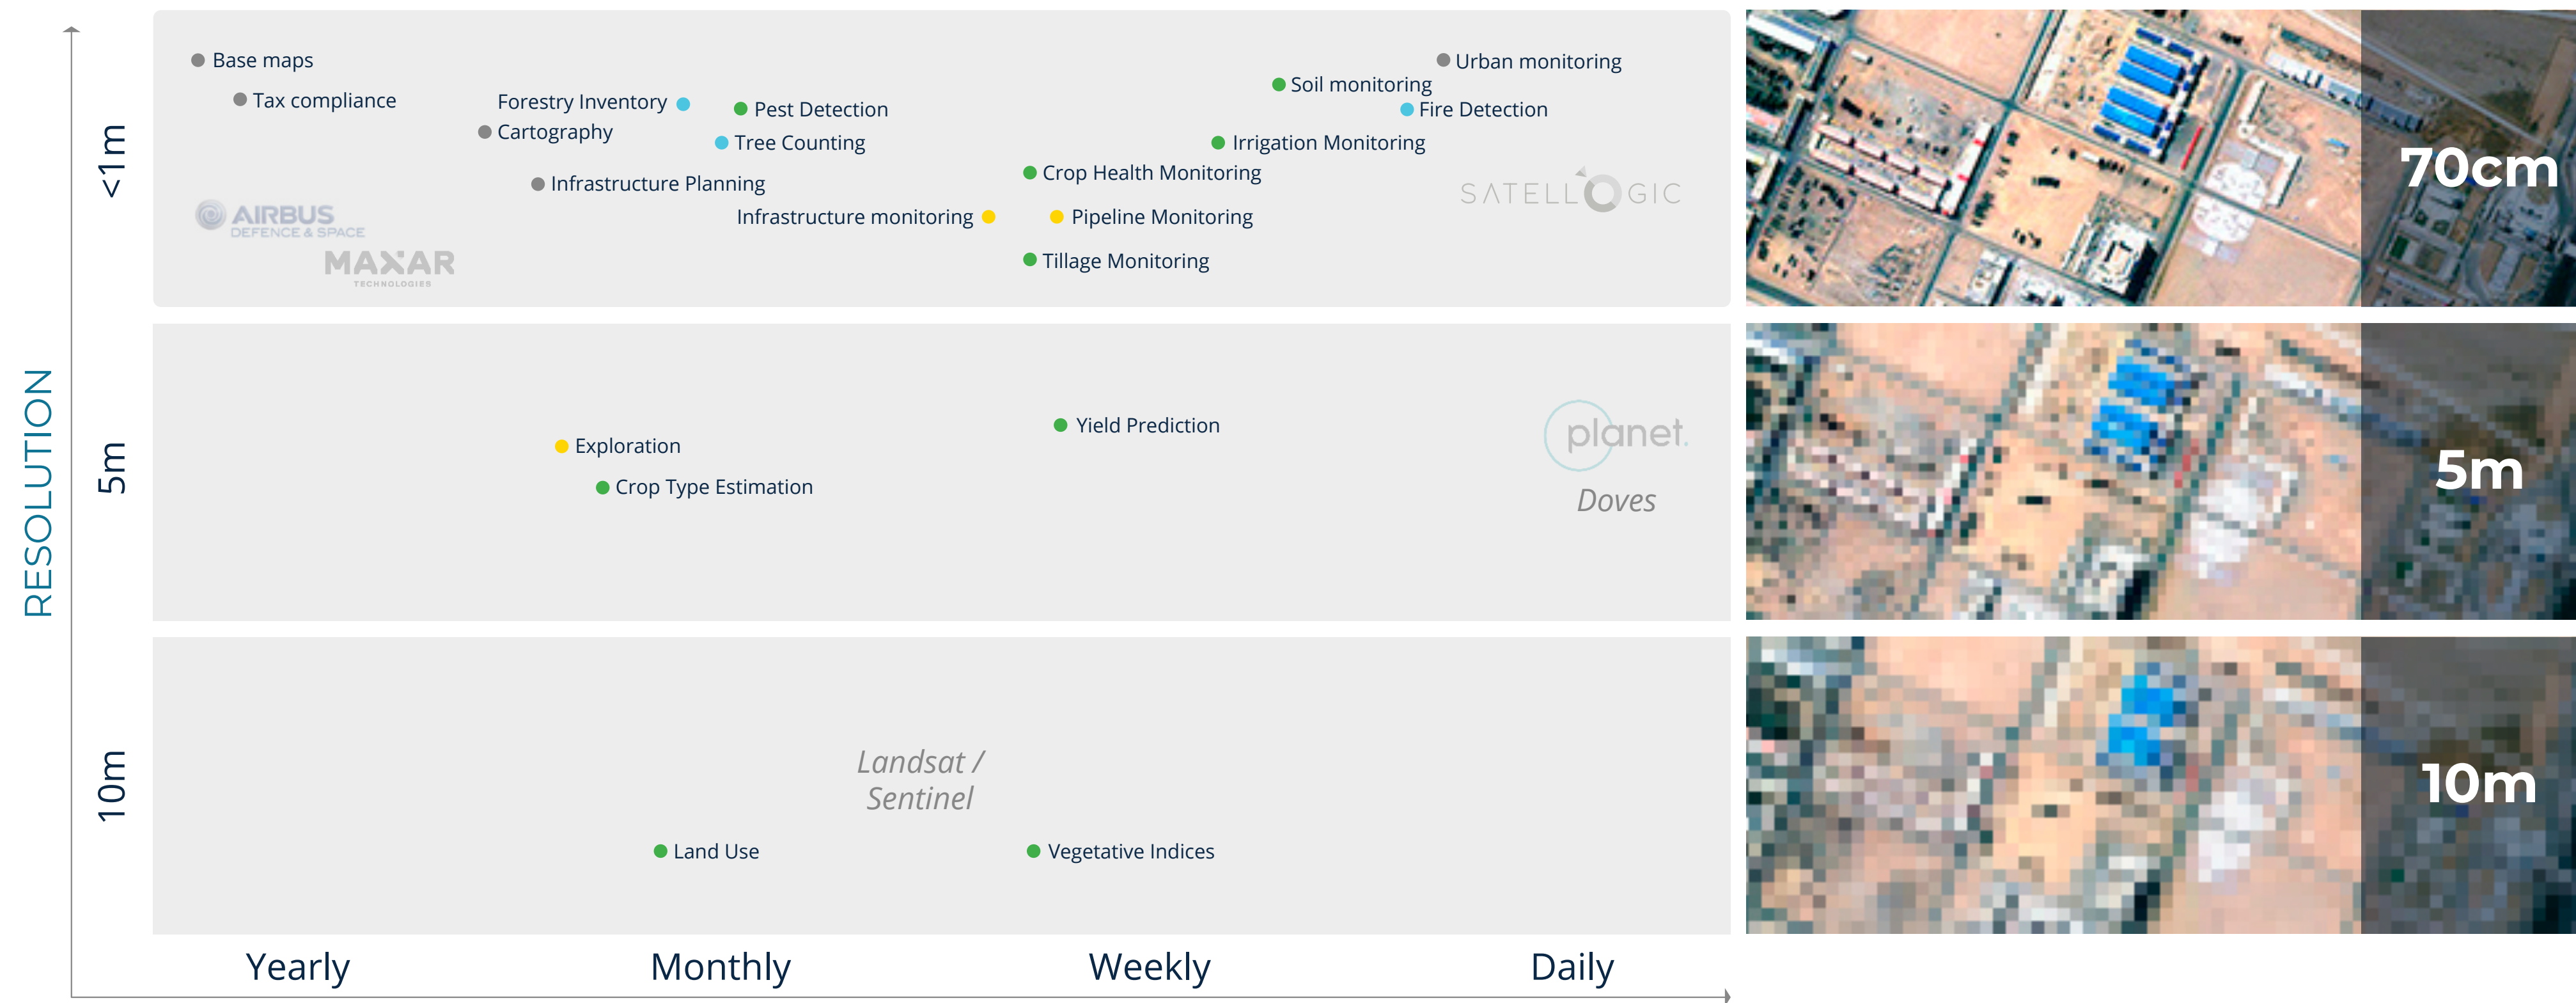 RESOLUTION
<1m
Base maps
Tax compliance
Forestry Inventory
Cartography
Pest Detection
Tree Counting
Infrastructure Planning
Infrastructure monitoring
Soil monitoring
Urban monitoring
Fire Detection
Irrigation Monitoring
Crop Health Monitoring
Pipeline Monitoring
Tillage Monitoring
AIRBUS
DEFENCE & SPACE
MAXAR
TECHNOLOGIES
SATELLOGIC
70cm
5m
Exploration
Crop Type Estimation
Yield Prediction
planet.
Doves
5m
10m
Landsat /
Sentinel
Land Use
Vegetative Indices
10m
Yearly
Monthly
Weekly
Daily